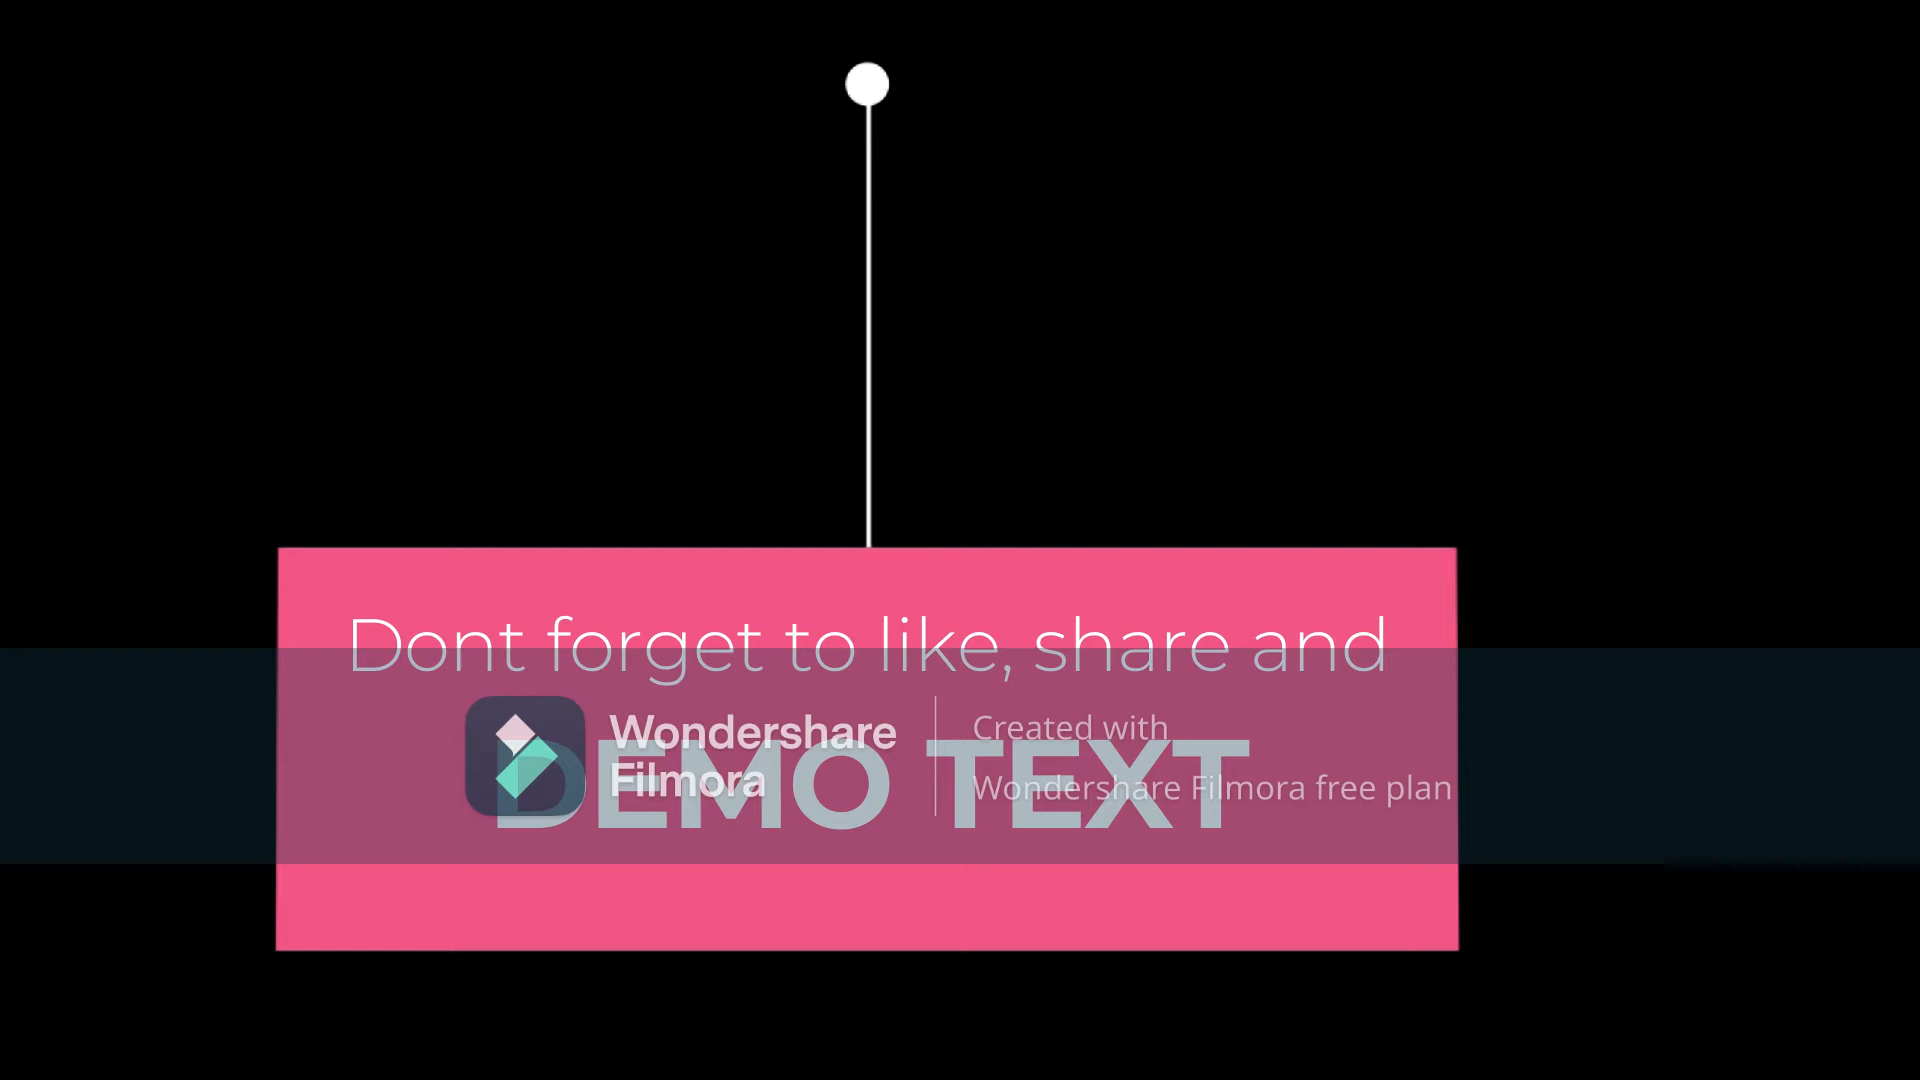 Dont forget to like, share and
DEMO TEXT
Wondershare
Filmora
Created with
Wondershare Filmora free plan